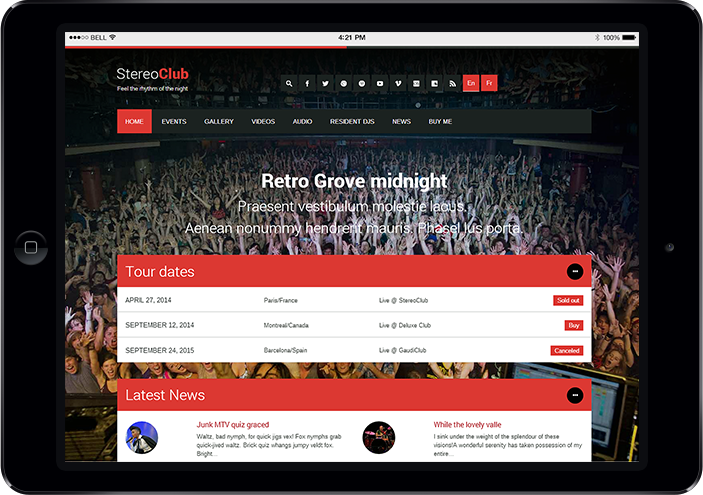 BELL 4:21 PM 100%
StereoClub
Feel the rhythm of the night
En Fr
HOME EVENTS GALLERY VIDEOS AUDIO RESIDENT DJS NEWS BUY ME
Retro Grove midnight
Praesent vestibulum molestie lacus.
Aenean nonummy hendrerit mauris. Phasel lus porta.
Tour dates
APRIL 27, 2014 Paris/France Live @ StereoClub Sold out
SEPTEMBER 12, 2014 Montreal/Canada Live @ Deluxe Club Buy
SEPTEMBER 24, 2015 Barcelona/Spain Live @ GaudiClub Canceled
Latest News
Junk MTV quiz graced
Waltz, bad nymph, for quick jigs vex! Fox nymphs grab
quick-jived waltz. Brick quiz whangs jumpy veldt fox.
Bright...
While the lovely valle
I sink under the weight of the splendour of these
visions!A wonderful serenity has taken possession of my
entire...